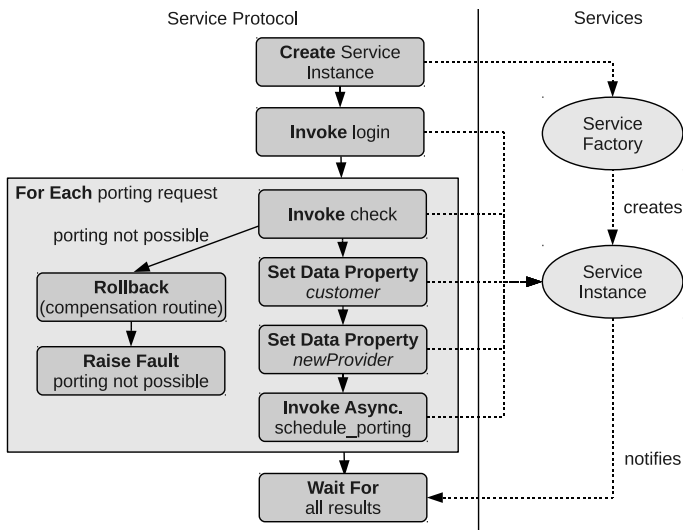 Service Protocol
Services
Create Service
Instance
Service
Factory
Invoke login
For Each porting request
Invoke check
creates
porting not possible
Rollback
(compensation routine)
Set Data Property
customer
Service
Instance
Raise Fault
porting not possible
Set Data Property
newProvider
Invoke Async.
schedule_porting
notifies
Wait For
all results